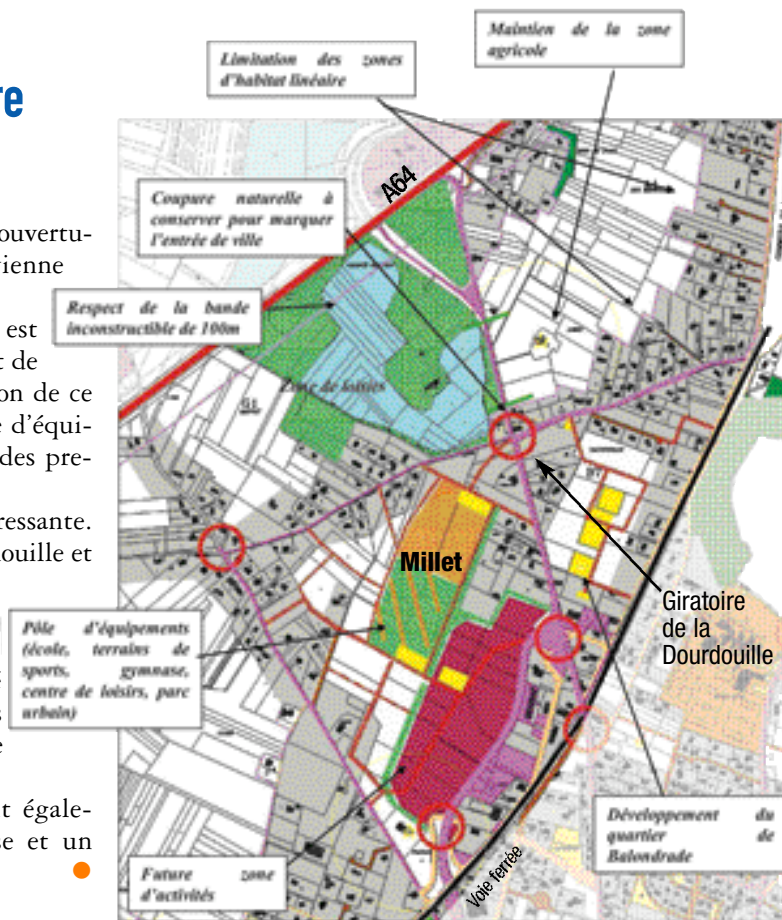 re
ouvertu-
ienne
est
t de
on de ce
e d'équi-
des pre-
ressante.
louille et
e
t égale-
se et un
Limitation des zones
d'habitat linéaire
Maintien de la zone
agricole
A64
Coupure naturelle à
conserver pour marquer
l'entrée de ville
Respect de la bande
inconstructible de 100m
Zone de loisirs
Millet
Giratoire
de la
Dourdouille
Pôle d'équipements
(école, terrains de
sports, gymnase,
centre de loisirs, parc
urbain)
Développement du
quartier de
Balondrade
Future zone
d'activités
Voie ferrée